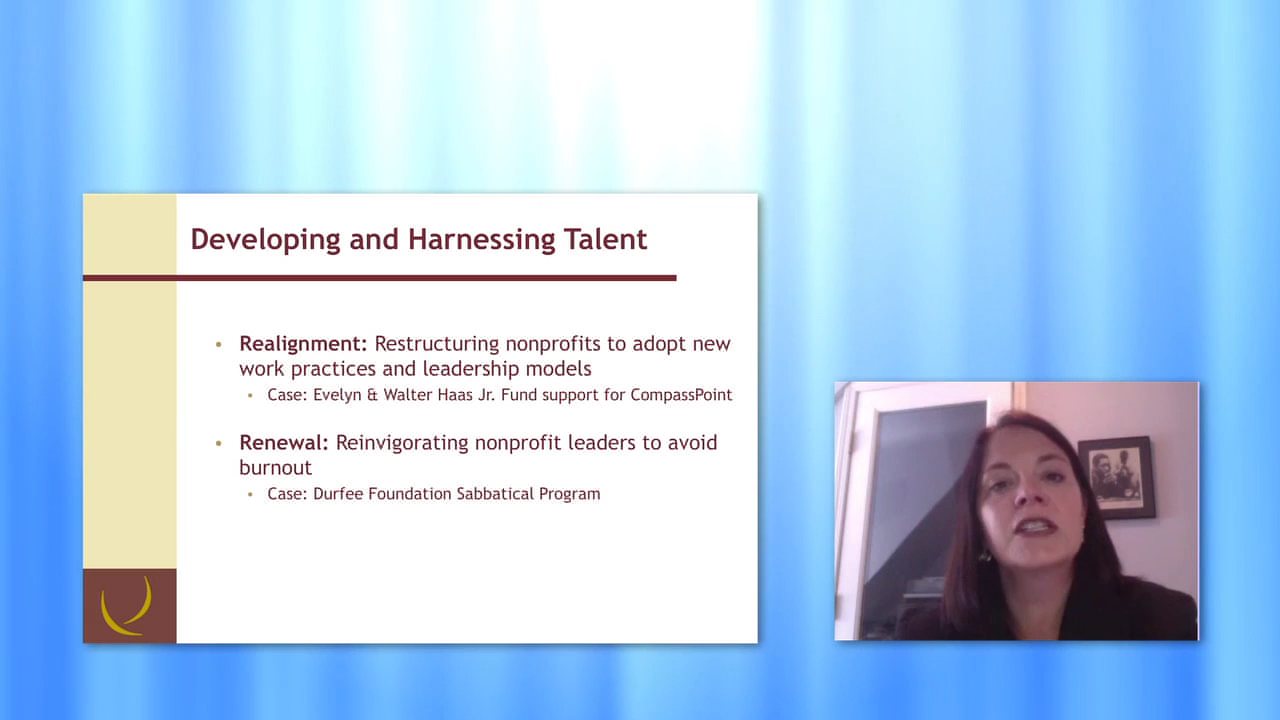 Developing and Harnessing Talent
• Realignment: Restructuring nonprofits to adopt new
work practices and leadership models
• Case: Evelyn & Walter Haas Jr. Fund support for CompassPoint
• Renewal: Reinvigorating nonprofit leaders to avoid
burnout
• Case: Durfee Foundation Sabbatical Program